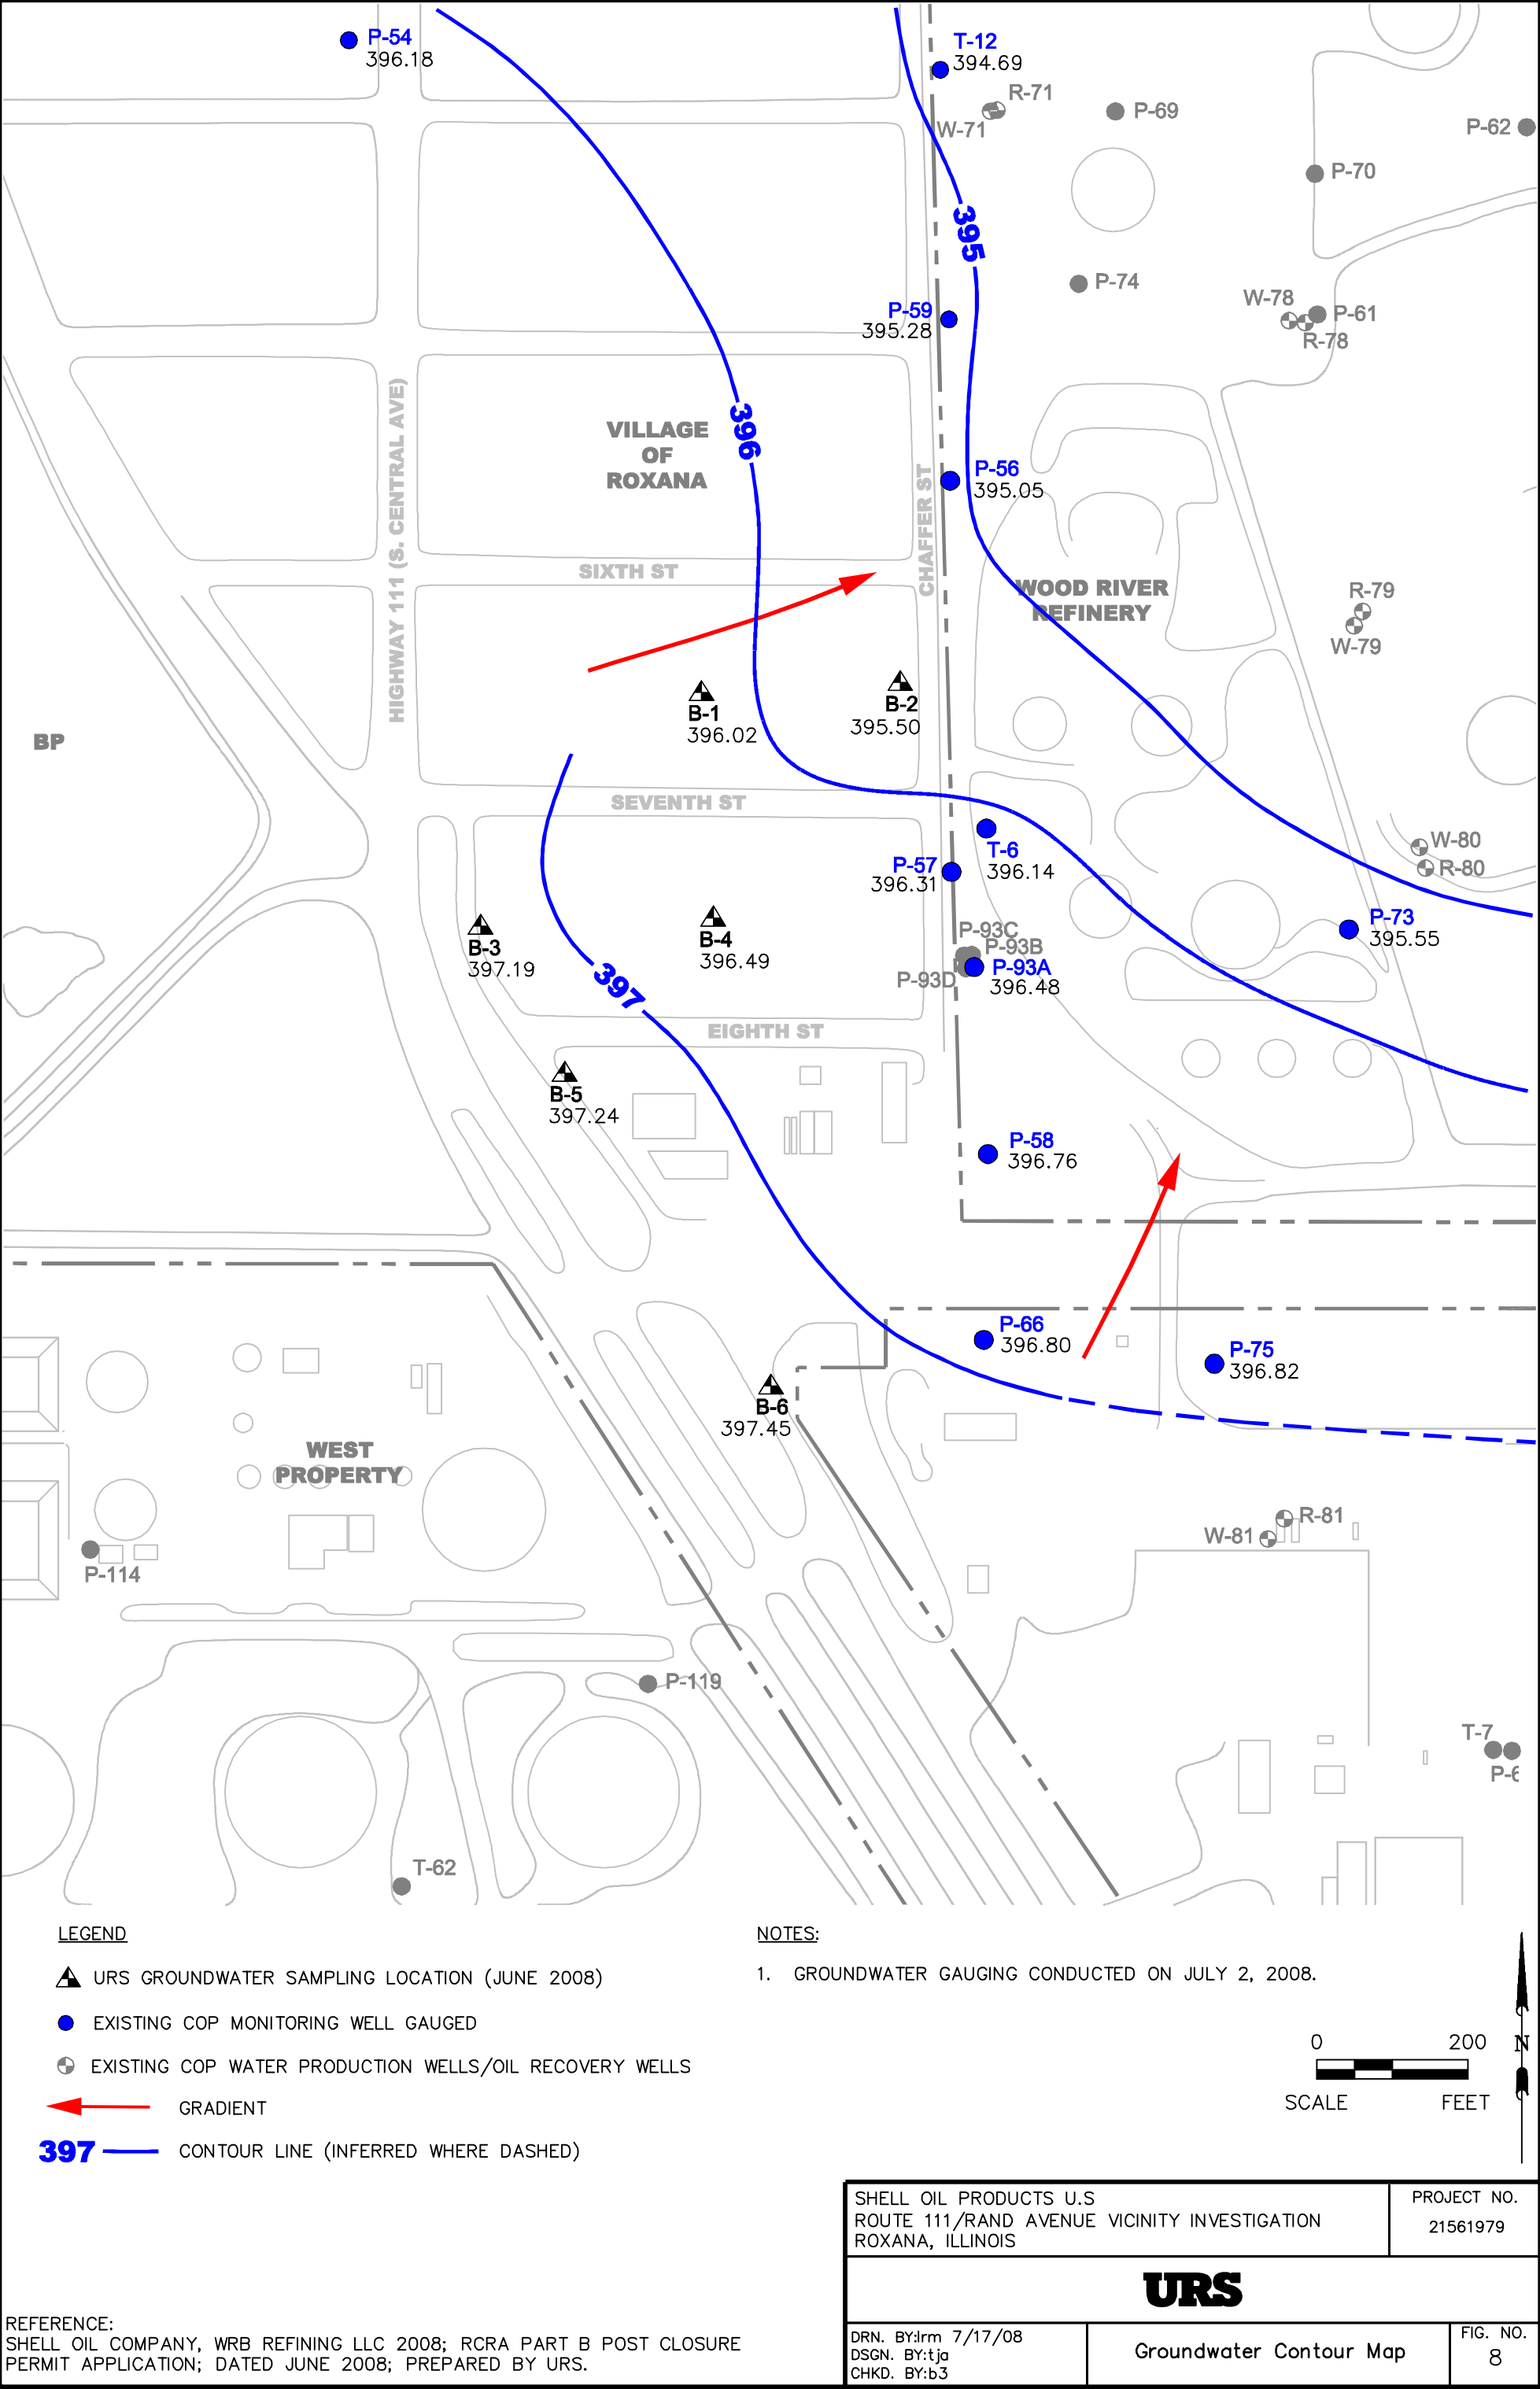 P-54
396.18
T-12
394.69
R-71
W-71
P-69
P-62
P-70
395
P-74
W-78
P-61
R-78
P-59
395.28
HIGHWAY 111 (S. CENTRAL AVE)
VILLAGE
OF
ROXANA
396
CHAFFER ST
P-56
395.05
SIXTH ST
WOOD RIVER
REFINERY
R-79
W-79
B-1
396.02
B-2
395.50
BP
SEVENTH ST
T-6
396.14
P-57
396.31
W-80
R-80
P-73
395.55
B-3
397.19
B-4
396.49
P-93C
P-93B
P-93A
396.48
P-93D
397
EIGHTH ST
B-5
397.24
P-58
396.76
P-66
396.80
P-75
396.82
B-6
397.45
WEST
PROPERTY
R-81
W-81
P-114
P-119
T-7
T-62
LEGEND
URS GROUNDWATER SAMPLING LOCATION (JUNE 2008)
EXISTING COP MONITORING WELL GAUGED
EXISTING COP WATER PRODUCTION WELLS/OIL RECOVERY WELLS
GRADIENT
397 CONTOUR LINE (INFERRED WHERE DASHED)
NOTES:
1. GROUNDWATER GAUGING CONDUCTED ON JULY 2, 2008.
0 200
SCALE FEET
N
SHELL OIL PRODUCTS U.S
ROUTE 111/RAND AVENUE VICINITY INVESTIGATION
ROXANA, ILLINOIS
PROJECT NO.
21561979
URS
DRN. BY:lrm 7/17/08
DSGN. BY:tja
CHKD. BY:b3
Groundwater Contour Map
FIG. NO.
8
REFERENCE:
SHELL OIL COMPANY, WRB REFINING LLC 2008; RCRA PART B POST CLOSURE
PERMIT APPLICATION; DATED JUNE 2008; PREPARED BY URS.